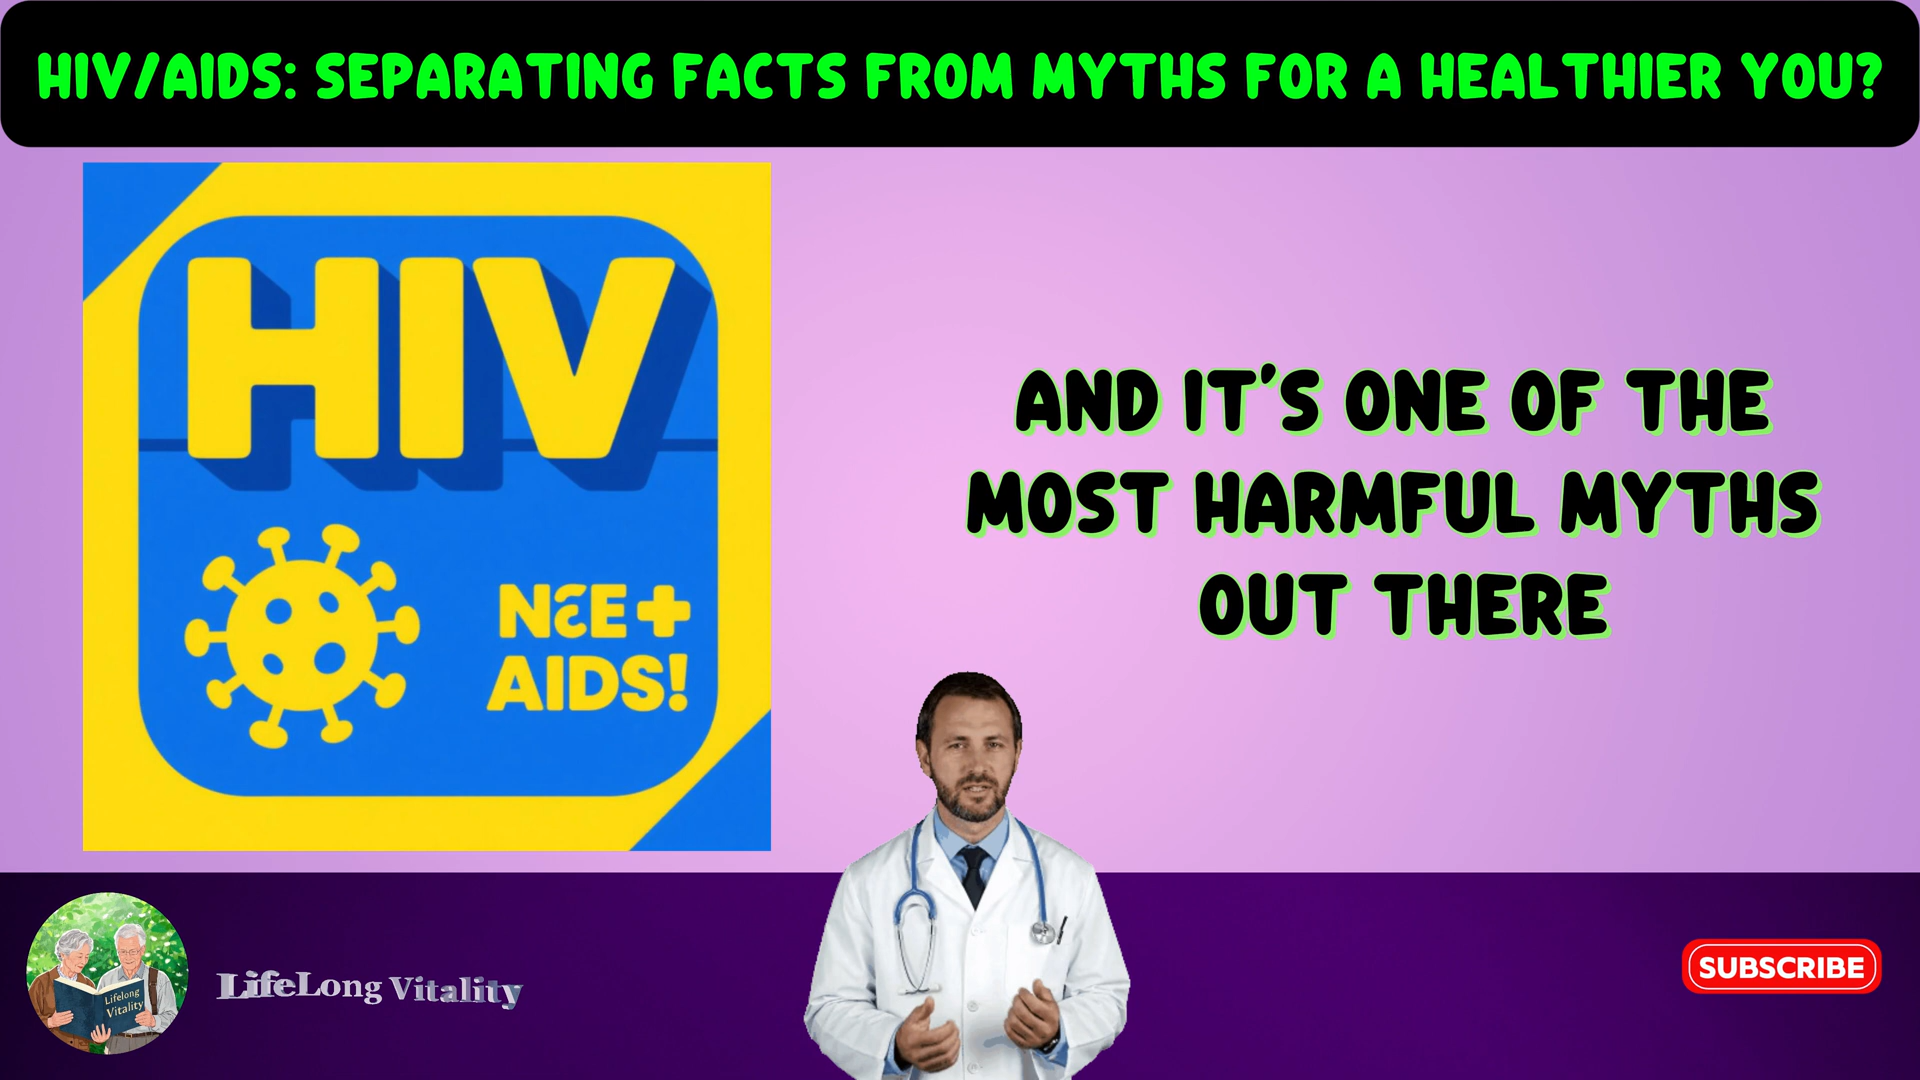 HIV/AIDS: SEPARATING FACTS FROM MYTHS FOR A HEALTHIER YOU?
HIV
AIDS!
AND IT'S ONE OF THE
MOST HARMFUL MYTHS
OUT THERE
Lifelong
Vitality
LifeLong Vitality
SUBSCRIBE